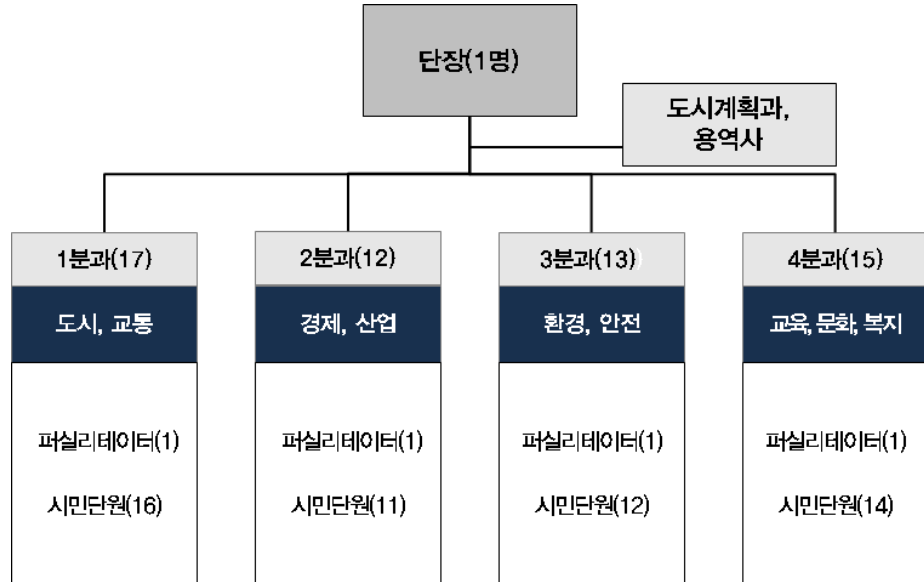 단장(1명)
도시계획과,
용역사
1분과(17)
도시, 교통
퍼실리테이터(1)
시민단원(16)
2분과(12)
경제, 산업
퍼실리테이터(1)
시민단원(11)
3분과(13)
환경, 안전
퍼실리테이터(1)
시민단원(12)
4분과(15)
교육, 문화, 복지
퍼실리테이터(1)
시민단원(14)